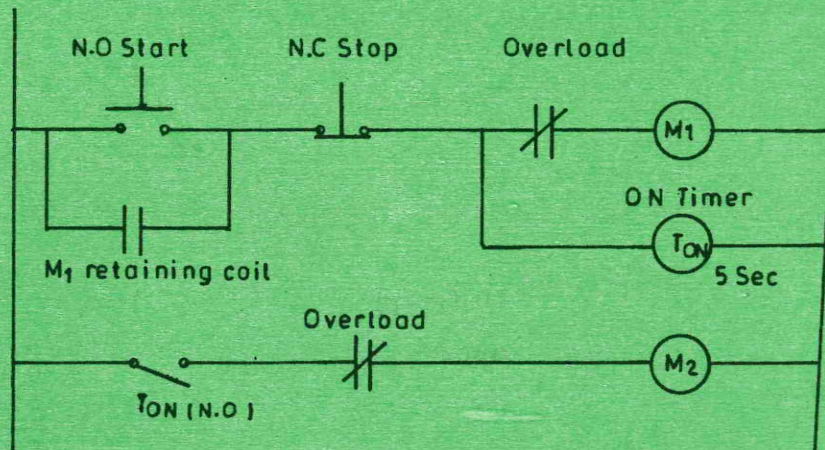 N.O Start
N.C Stop
Overload
M1
ON Timer
TON
5 Sec
M1 retaining coil
Overload
M2
TON (N.O)